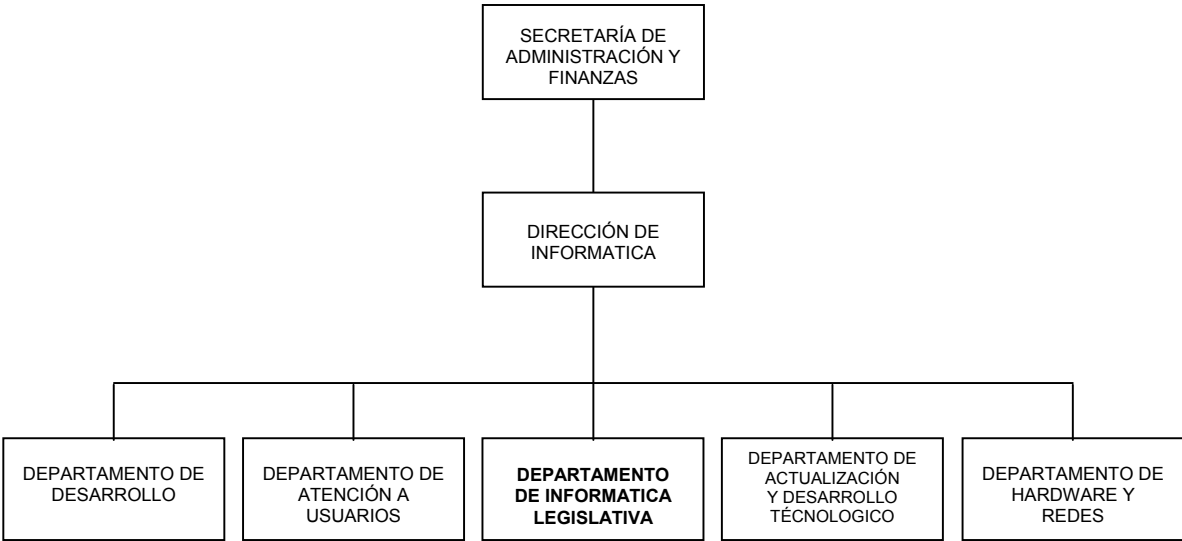 SECRETARÍA DE
ADMINISTRACIÓN Y
FINANZAS
DIRECCIÓN DE
INFORMATICA
DEPARTAMENTO DE
DESARROLLO
DEPARTAMENTO DE
ATENCIÓN A
USUARIOS
DEPARTAMENTO
DE INFORMATICA
LEGISLATIVA
DEPARTAMENTO DE
ACTUALIZACIÓN
Y DESARROLLO
TÉCNOLOGICO
DEPARTAMENTO DE
HARDWARE Y
REDES